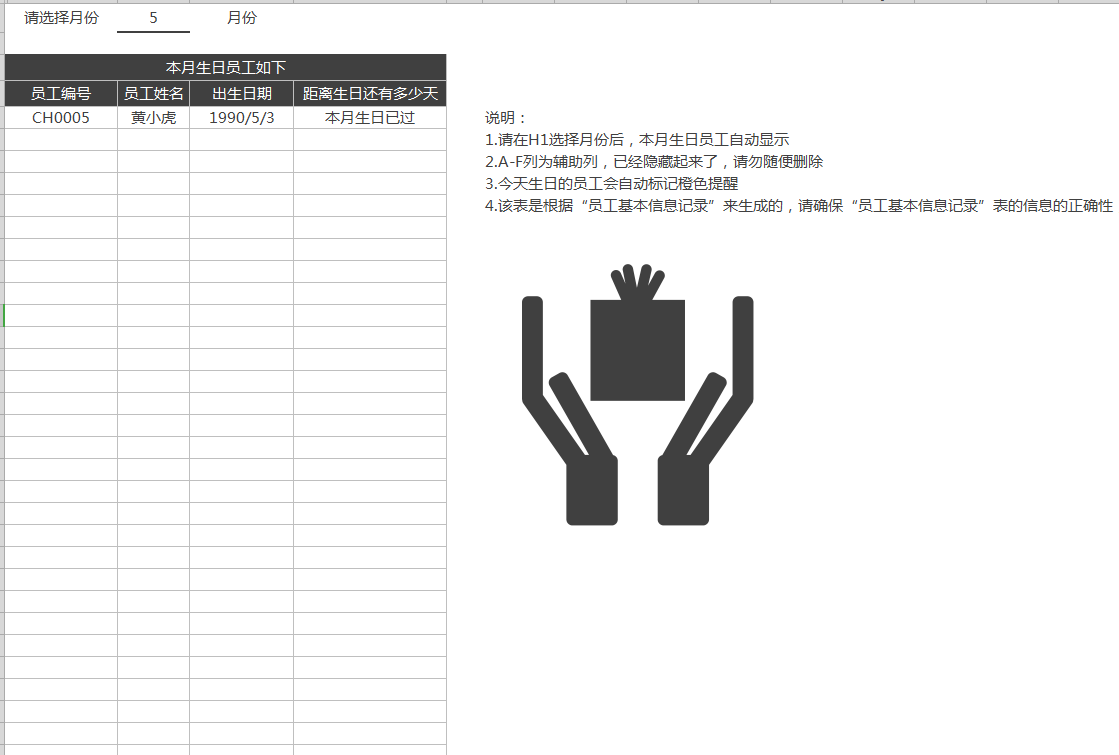 请选择月份 5 月份
本月生日员工如下
员工编号 员工姓名 出生日期 距离生日还有多少天
CH0005 黄小虎 1990/5/3 本月生日已过
说明：
1.请在H1选择月份后，本月生日员工自动显示
2.A-F列为辅助列，已经隐藏起来了，请勿随便删除
3.今天生日的员工会自动标记橙色提醒
4.该表是根据“员工基本信息记录”来生成的，请确保“员工基本信息记录”表的信息的正确性